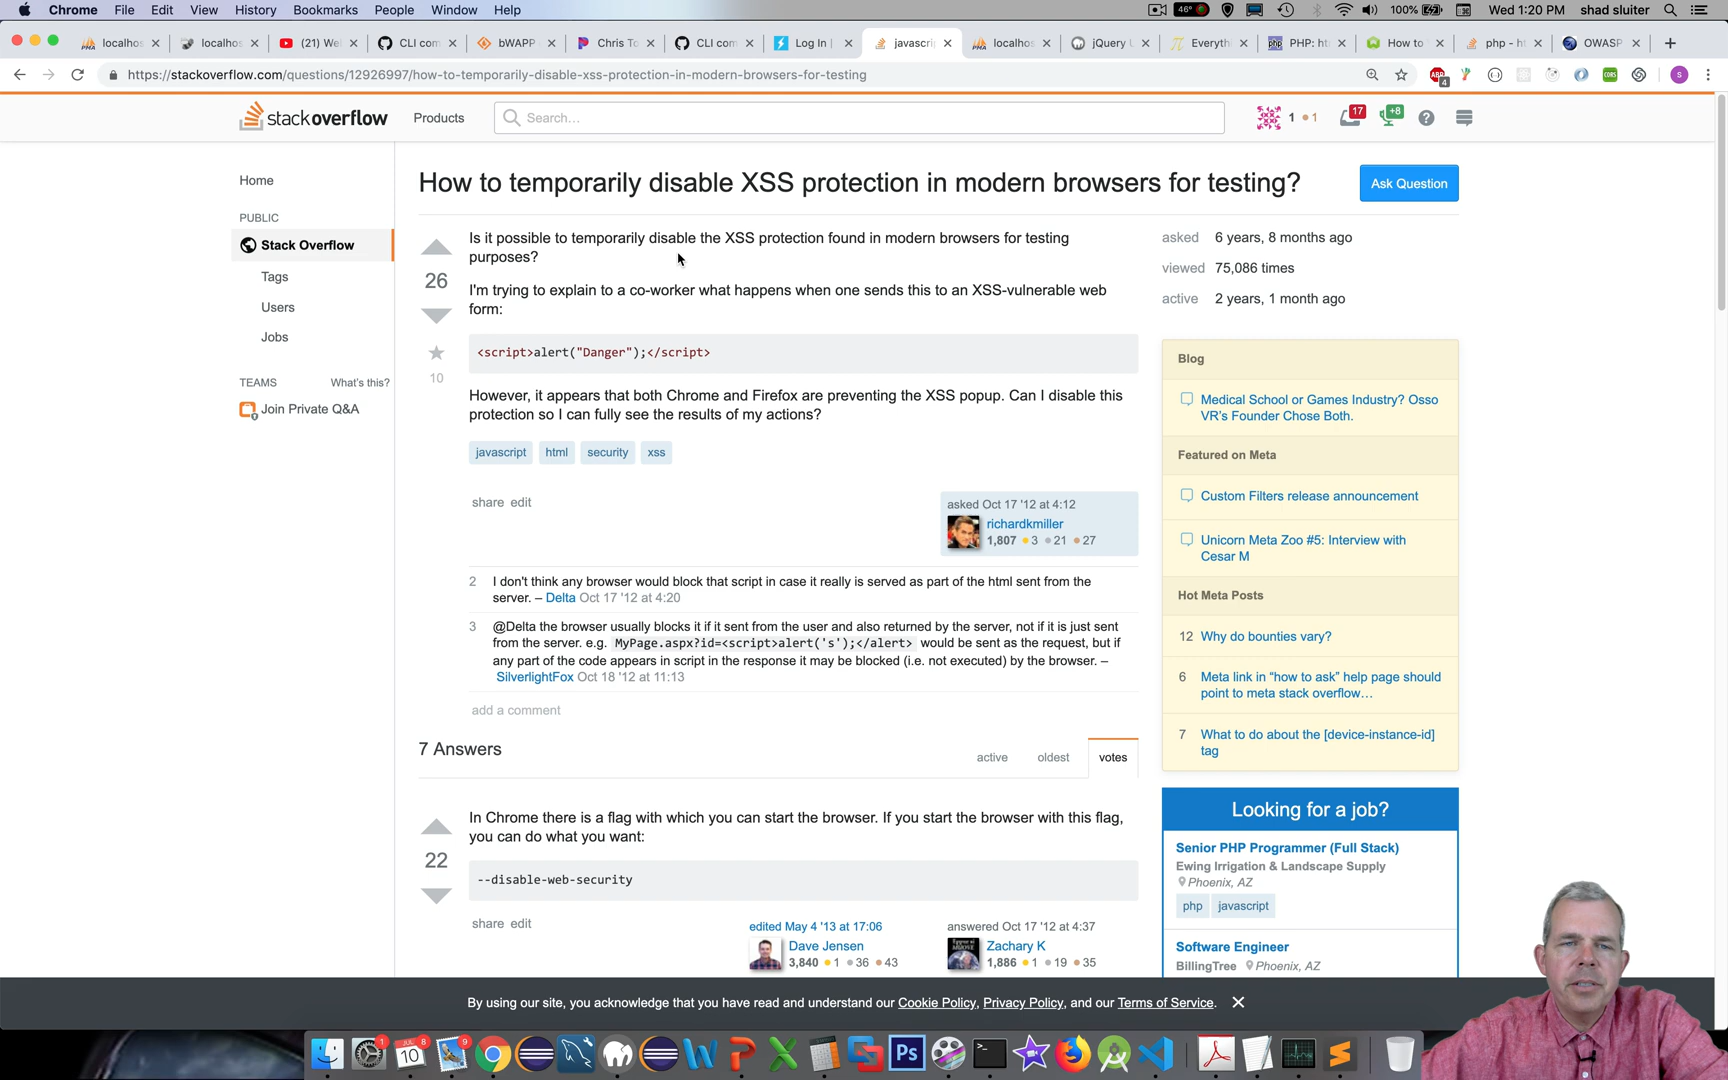 Chrome File Edit View History Bookmarks People Window Help 46° 100% Wed 1:20 PM shad sluiter
localhos (21) We CLI com bWAPP - Chris To CLI com Log In | javascri localhos jQuery Everyth PHP: ht How to php - ht OWASP
https://stackoverflow.com/questions/12926997/how-to-temporarily-disable-xss-protection-in-modern-browsers-for-testing
stackoverflow Products Search... 1 1 17 +8
How to temporarily disable XSS protection in modern browsers for testing? Ask Question
Home
PUBLIC
Stack Overflow
Tags
Users
Jobs
TEAMS What's this?
Join Private Q&A
Is it possible to temporarily disable the XSS protection found in modern browsers for testing
purposes?
26
I'm trying to explain to a co-worker what happens when one sends this to an XSS-vulnerable web
form:
<script>alert("Danger");</script>
10
However, it appears that both Chrome and Firefox are preventing the XSS popup. Can I disable this
protection so I can fully see the results of my actions?
javascript html security xss
share edit
asked Oct 17 '12 at 4:12
richardkmiller
1,807 3 21 27
2 I don't think any browser would block that script in case it really is served as part of the html sent from the
server. – Delta Oct 17 '12 at 4:20
3 @Delta the browser usually blocks it if it sent from the user and also returned by the server, not if it is just sent
from the server. e.g. MyPage.aspx?id=<script>alert('s');</alert> would be sent as the request, but if
any part of the code appears in script in the response it may be blocked (i.e. not executed) by the browser. –
SilverlightFox Oct 18 '12 at 11:13
add a comment
7 Answers active oldest votes
In Chrome there is a flag with which you can start the browser. If you start the browser with this flag,
you can do what you want:
22
--disable-web-security
share edit
edited May 4 '13 at 17:06
Dave Jensen
3,840 1 36 43
answered Oct 17 '12 at 4:37
Zachary K
1,886 1 19 35
asked 6 years, 8 months ago
viewed 75,086 times
active 2 years, 1 month ago
Blog
Medical School or Games Industry? Osso
VR's Founder Chose Both.
Featured on Meta
Custom Filters release announcement
Unicorn Meta Zoo #5: Interview with
Cesar M
Hot Meta Posts
12 Why do bounties vary?
6 Meta link in "how to ask" help page should
point to meta stack overflow…
7 What to do about the [device-instance-id]
tag
Looking for a job?
Senior PHP Programmer (Full Stack)
Ewing Irrigation & Landscape Supply
Phoenix, AZ
php javascript
Software Engineer
BillingTree Phoenix, AZ
By using our site, you acknowledge that you have read and understand our Cookie Policy, Privacy Policy, and our Terms of Service.